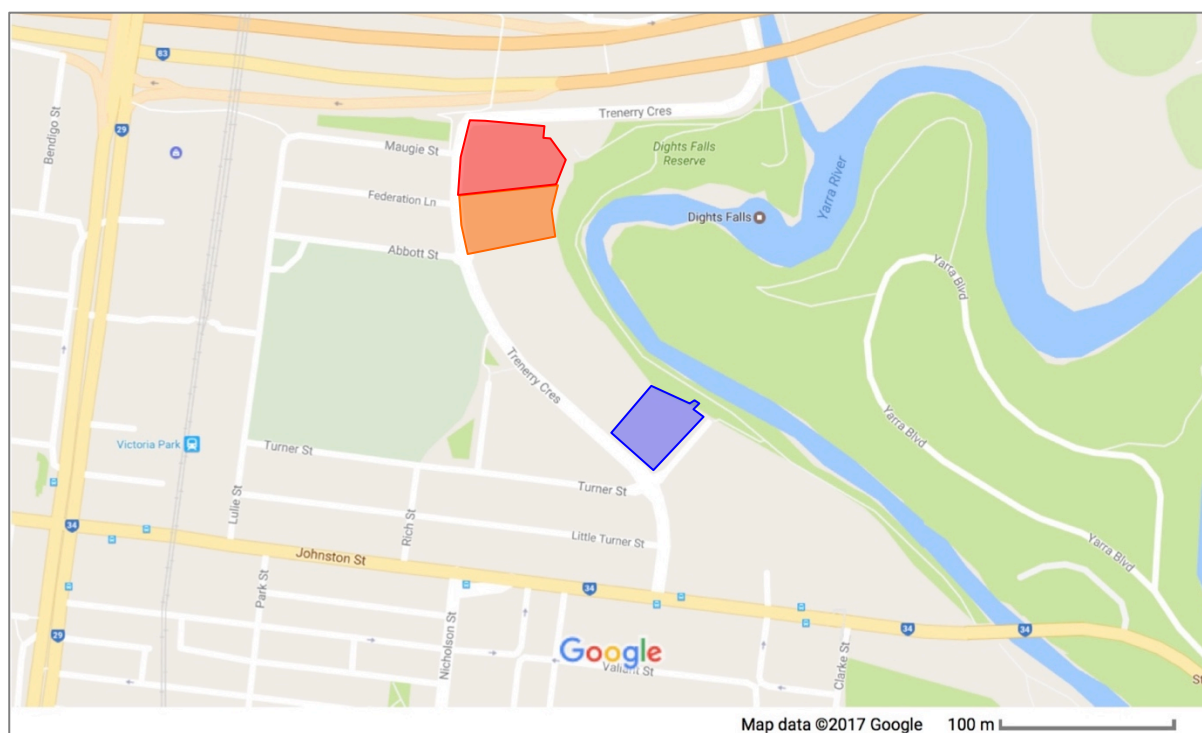 83
Trenerry Cres
29
Bendigo St
Maugie St
Dights Falls
Reserve
Yarra River
Federation Ln
Dights Falls
Abbott St
Yarra Blvd
Trenerry Cres
Yarra Blvd
Victoria Park
Turner St
Lulie St
Turner St
Rich St
34
Little Turner St
Johnston St
Yarra Blvd
Park St
34
Nicholson St
34
34
29
Google
Valiant St
Clarke St
St
Map data ©2017 Google 100 m